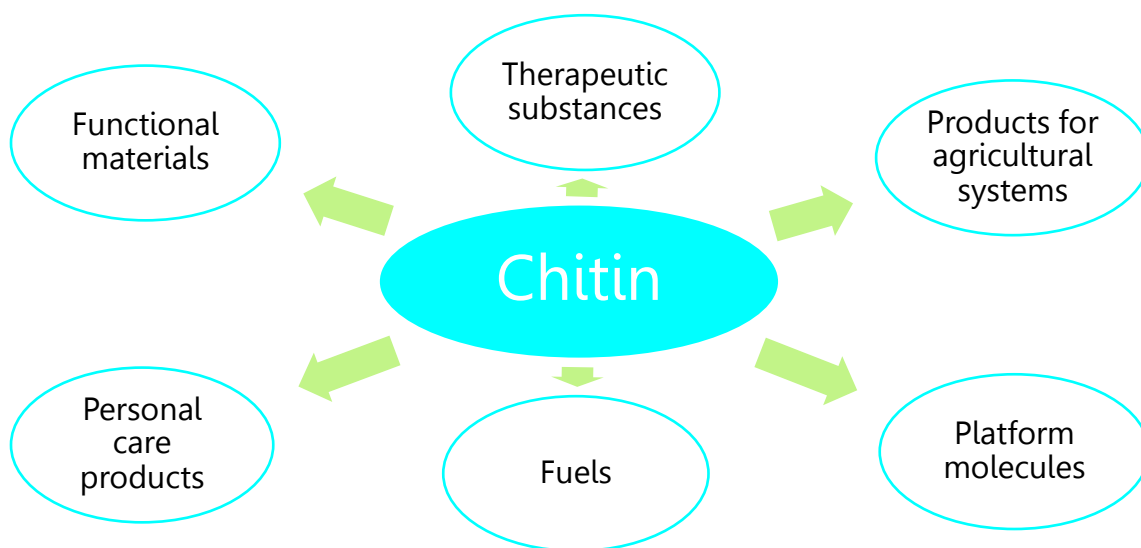 Therapeutic
substances
Functional
materials
Products for
agricultural
systems
Chitin
Personal
care
products
Fuels
Platform
molecules